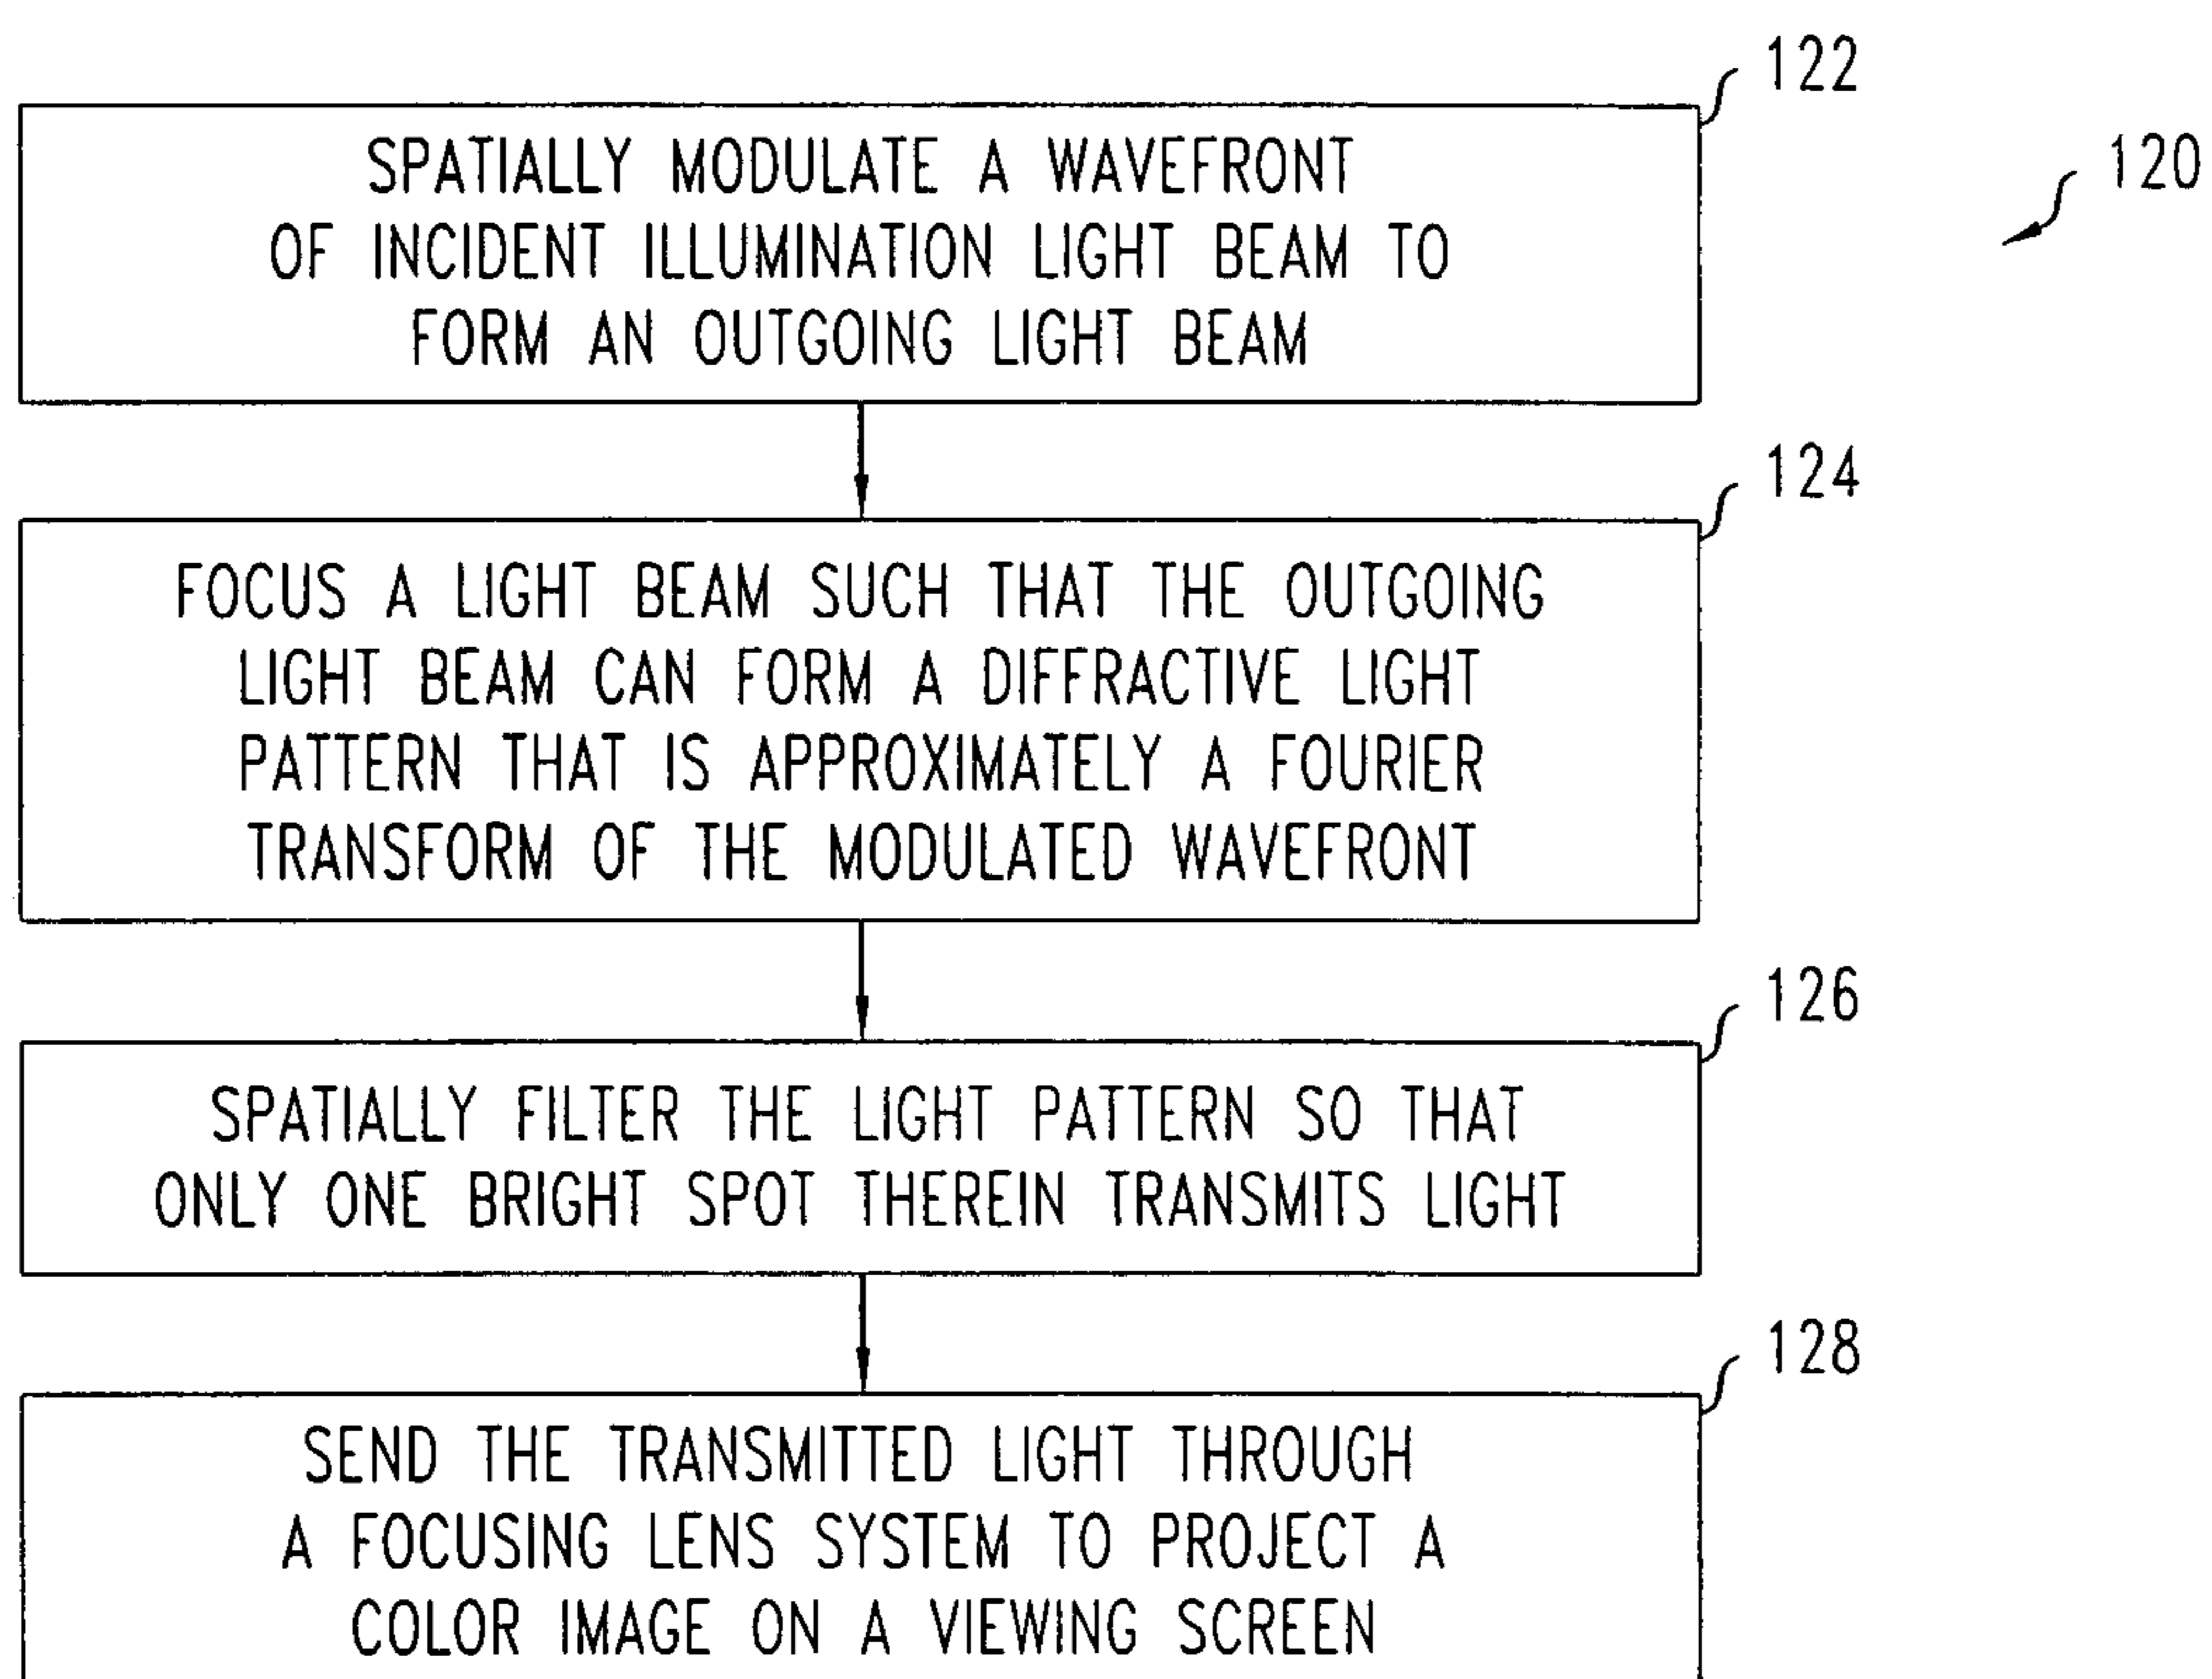 122
120
SPATIALLY MODULATE A WAVEFRONT
OF INCIDENT ILLUMINATION LIGHT BEAM TO
FORM AN OUTGOING LIGHT BEAM
124
FOCUS A LIGHT BEAM SUCH THAT THE OUTGOING
LIGHT BEAM CAN FORM A DIFFRACTIVE LIGHT
PATTERN THAT IS APPROXIMATELY A FOURIER
TRANSFORM OF THE MODULATED WAVEFRONT
126
SPATIALLY FILTER THE LIGHT PATTERN SO THAT
ONLY ONE BRIGHT SPOT THEREIN TRANSMITS LIGHT
128
SEND THE TRANSMITTED LIGHT THROUGH
A FOCUSING LENS SYSTEM TO PROJECT A
COLOR IMAGE ON A VIEWING SCREEN